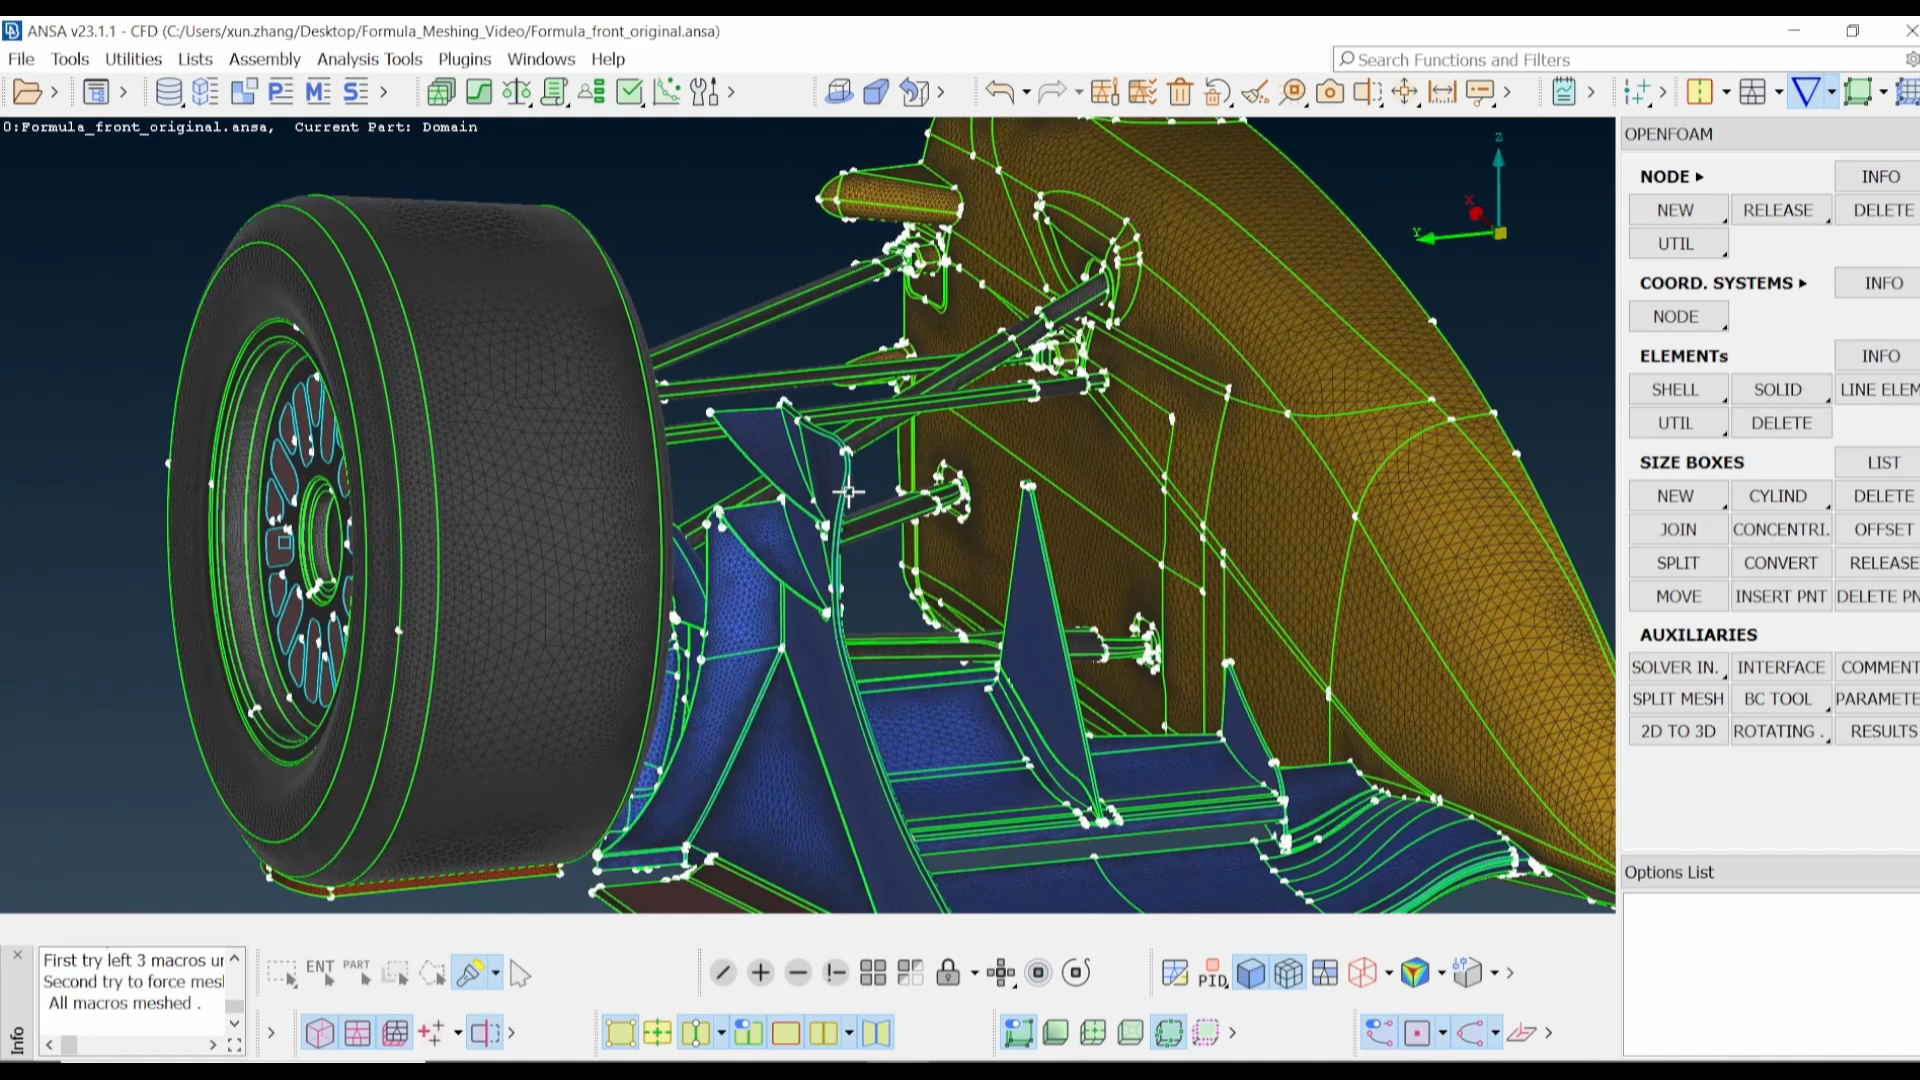 ANSA v23.1.1 - CFD (C:/Users/xun.zhang/Desktop/Formula_Meshing_Video/Formula_front_original.ansa)
File Tools Utilities Lists Assembly Analysis Tools Plugins Windows Help
Search Functions and Filters
P M S
0:Formula_front_original.ansa, Current Part: Domain
z
x
Y
OPENFOAM
NODE INFO
NEW RELEASE DELETE
UTIL
COORD. SYSTEMS INFO
NODE
ELEMENTs INFO
SHELL SOLID LINE ELEM
UTIL DELETE
SIZE BOXES LIST
NEW CYLIND DELETE
JOIN CONCENTRI. OFFSET
SPLIT CONVERT RELEASE
MOVE INSERT PNT DELETE PN
AUXILIARIES
SOLVER IN. INTERFACE COMMENT
SPLIT MESH BC TOOL PARAMETE
2D TO 3D ROTATING . RESULTS
Options List
First try left 3 macros ur
Second try to force mesl
All macros meshed .
Info
ENT PART
PID